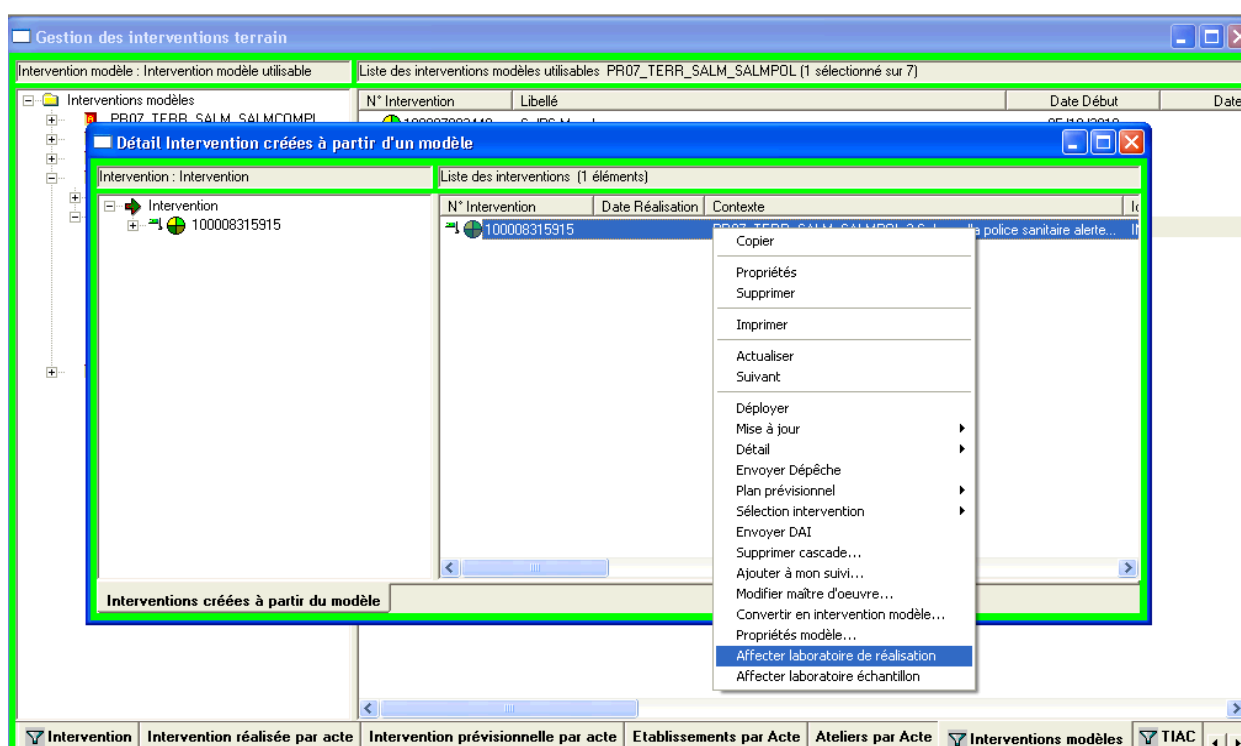 Gestion des interventions terrain
Intervention modèle : Intervention modèle utilisable
Liste des interventions modèles utilisables PR07_TERR_SALM_SALMPOL (1 sélectionné sur 7)
Interventions modèles
N° Intervention Libellé Date Début Date
PR07_TERR_SALM_SALMCOMPL
Détail Intervention créées à partir d'un modèle
Intervention : Intervention
Liste des interventions (1 éléments)
Intervention
100008315915
N° Intervention Date Réalisation Contexte
100008315915
police sanitaire alerte...
Copier
Propriétés
Supprimer
Imprimer
Actualiser
Suivant
Déployer
Mise à jour
Détail
Envoyer Dépêche
Plan prévisionnel
Sélection intervention
Envoyer DAI
Supprimer cascade...
Ajouter à mon suivi...
Modifier maître d'oeuvre...
Convertir en intervention modèle...
Propriétés modèle...
Affecter laboratoire de réalisation
Affecter laboratoire échantillon
Interventions créées à partir du modèle
Intervention Intervention réalisée par acte Intervention prévisionnelle par acte Etablissements par Acte Ateliers par Acte Interventions modèles TIAC